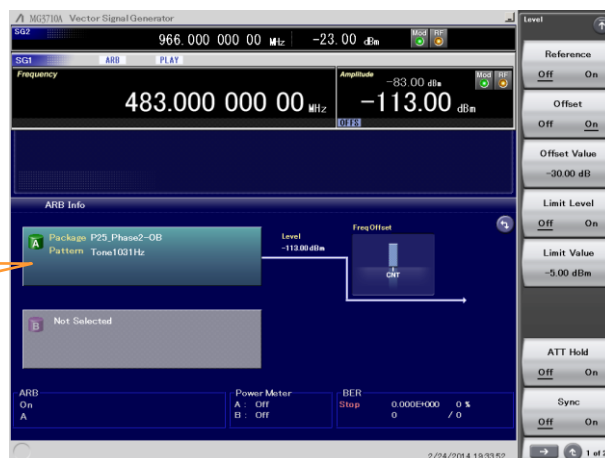 MG3710A Vector Signal Generator
SG2
966. 000 000 00 MHz -23. 00 dBm Mod RF
SG1 ARB PLAY
Frequency
483.000 000 00 MHz
Amplitude
-83.00 dBm
Mod RF
-113.00 dBm
OFFS
ARB Info
A
Package P25_Phase2-OB
Pattern Tone1031Hz
Level
-113.00 dBm
FreqOffset
CNT
B
Not Selected
ARB
On
A
Power Meter
A : Off
B : Off
BER
Stop 0.000E+000 0 %
0 / 0
2/24/2014 19:33:52
Level
Reference
Off On
Offset
Off On
Offset Value
-30.00 dB
Limit Level
Off On
Limit Value
-5.00 dBm
ATT Hold
Off On
Sync
Off On
1 of 2